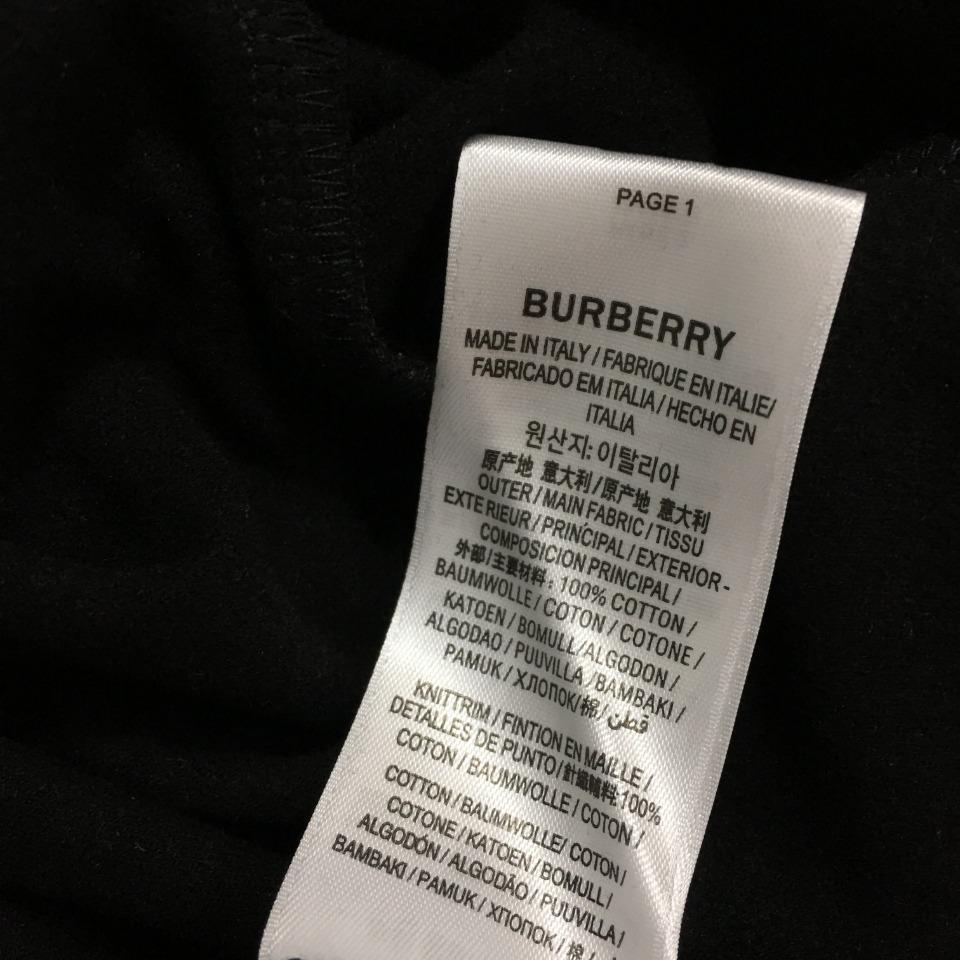 PAGE 1
BURBERRY
MADE IN ITALY / FABRIQUE EN ITALIE/
FABRICADO EM ITALIA / HECHO EN
ITALIA
원산지: 이탈리아
原产地 意大利 / 原产地 意大利
OUTER / MAIN FABRIC / TISSU
EXTE RIEUR / PRINCIPAL / EXTERIOR-
COMPOSICION PRINCIPAL /
外部/主要材料: 100% COTTON /
BAUMWOLLE / COTON / COTONE /
KATOEN / BOMULL/ALGODON /
ALGODAO / PUUVILLA /BAMBAKI /
PAMUK / ХЛОПОК/棉/قطن
KNITTRIM / FINTION EN MAILLE /
DETALLES DE PUNTO/針織輔料:100%
COTON / BAUMWOLLE / COTON /
COTTON / BAUMWOLLE/ COTON /
COTONE / KATOEN / BOMULL /
ALGODÓN / ALGODÃO / PUUVILLA /
BAMBAKI / PAMUK / ХПОПОК / 棉 /